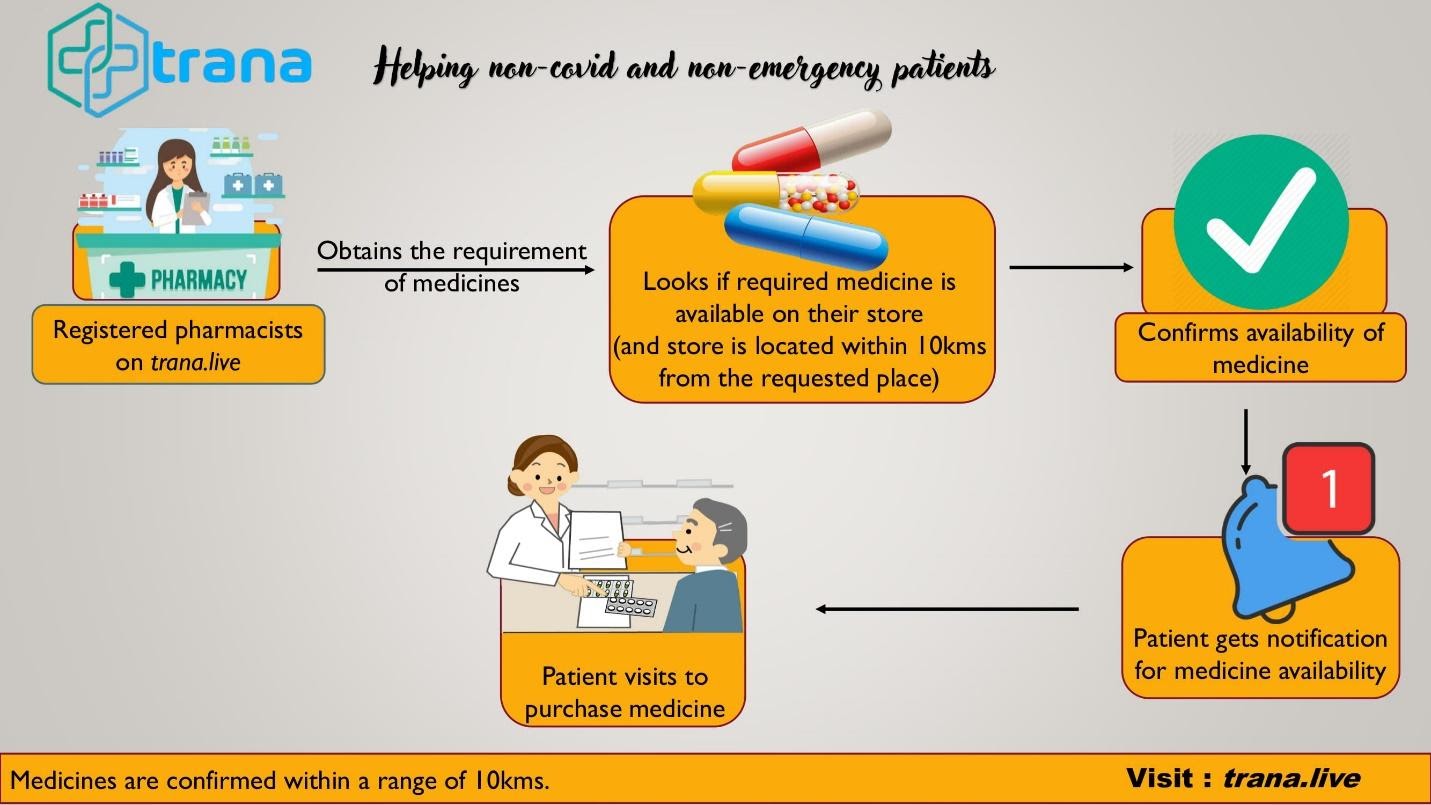 trana
Helping non-covid and non-emergency patients
PHARMACY
Registered pharmacists
on trana.live
Obtains the requirement
of medicines
Looks if required medicine is
available on their store
(and store is located within 10kms
from the requested place)
Confirms availability of
medicine
1
Patient gets notification
for medicine availability
Patient visits to
purchase medicine
Medicines are confirmed within a range of 10kms.
Visit : trana.live